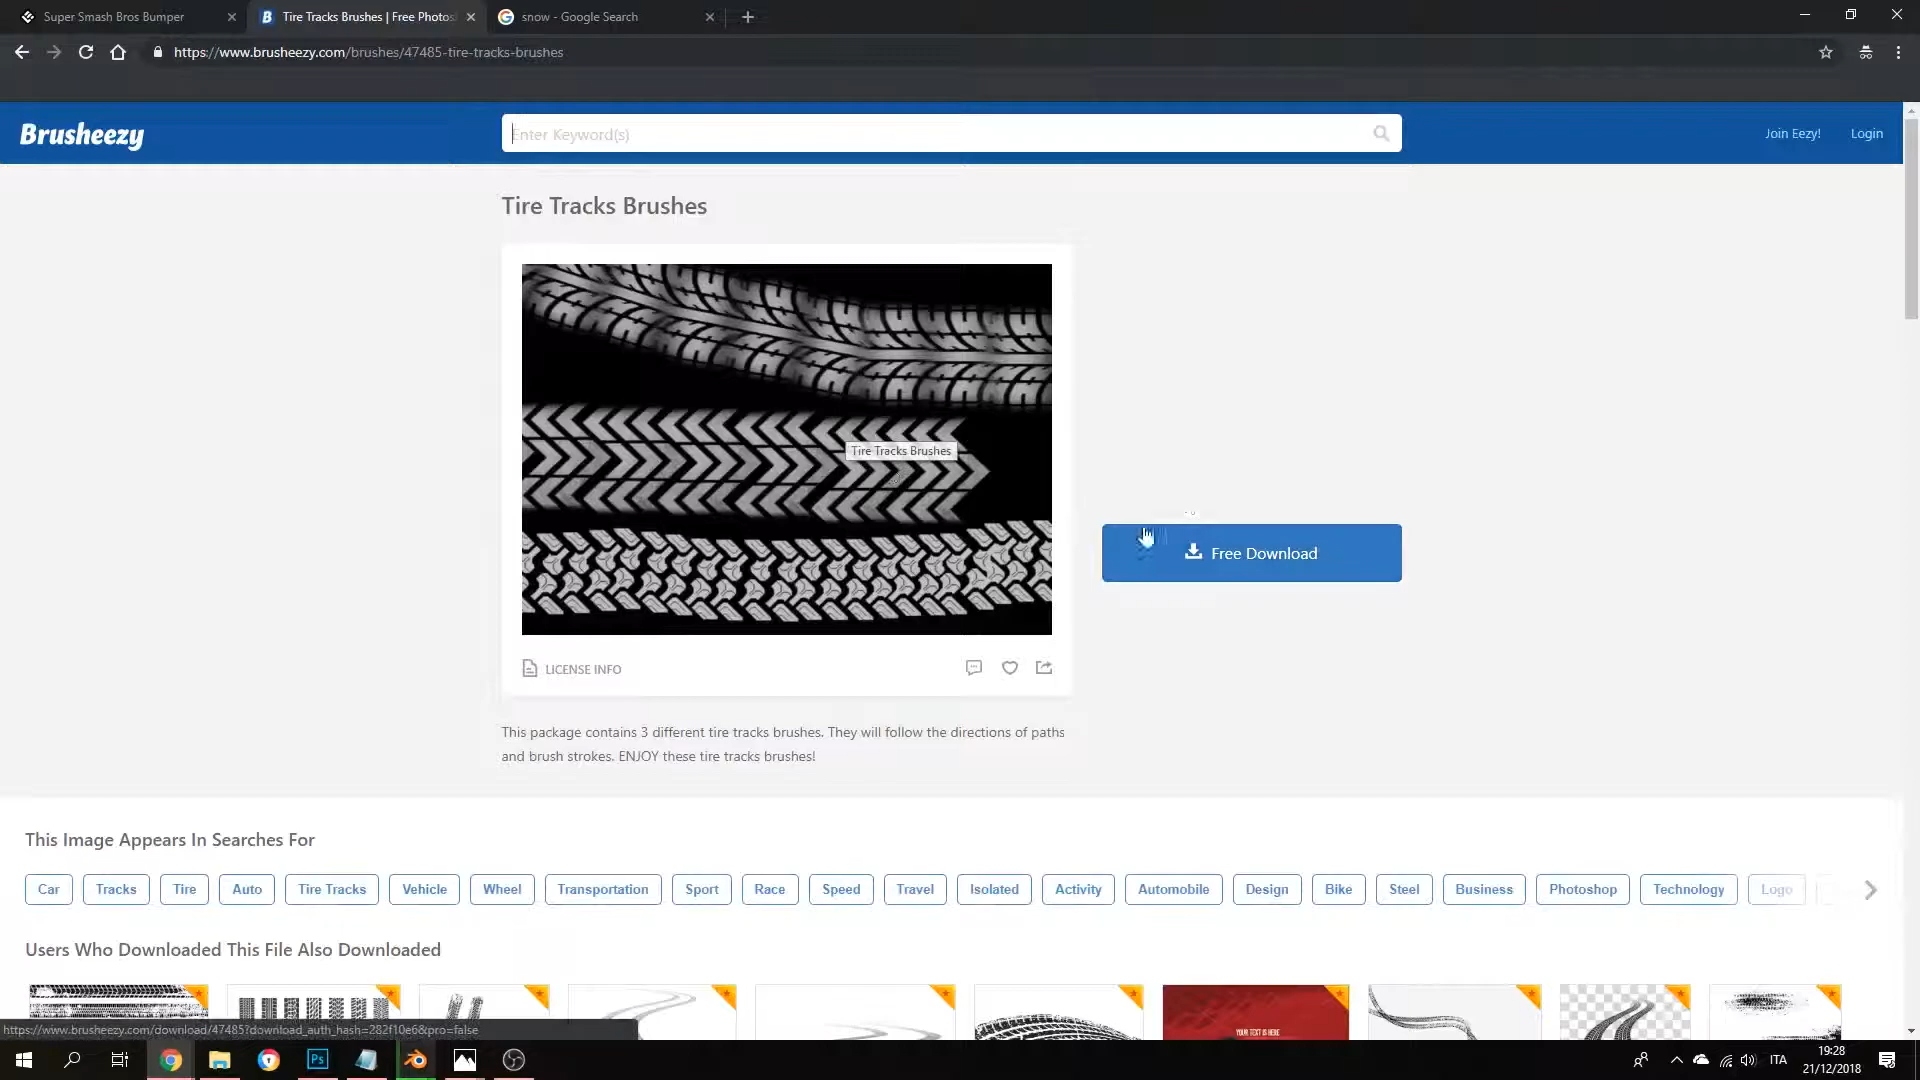 Super Smash Bros Bumper
Tire Tracks Brushes | Free Photos
snow - Google Search
https://www.brusheezy.com/brushes/47485-tire-tracks-brushes
Brusheezy
Enter Keyword(s)
Join Eezy!
Login
Tire Tracks Brushes
Tire Tracks Brushes
Free Download
LICENSE INFO
This package contains 3 different tire tracks brushes. They will follow the directions of paths
and brush strokes. ENJOY these tire tracks brushes!
This Image Appears In Searches For
Car Tracks Tire Auto Tire Tracks Vehicle Wheel Transportation Sport Race Speed Travel Isolated Activity Automobile Design Bike Steel Business Photoshop Technology Logo
Users Who Downloaded This File Also Downloaded
YOUR TEXT IS HERE
https://www.brusheezy.com/download/47485?download_auth_hash=282f10e6&pro=false
Ps
ITA
19:28
21/12/2018